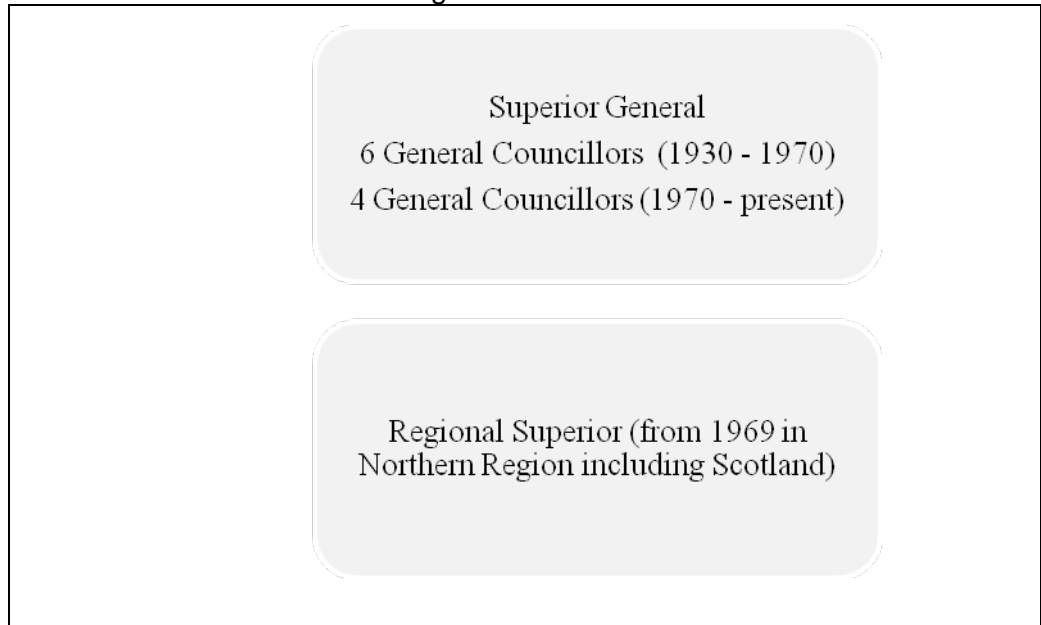 Superior General
6 General Councillors (1930 - 1970)
4 General Councillors (1970 - present)
Regional Superior (from 1969 in
Northern Region including Scotland)